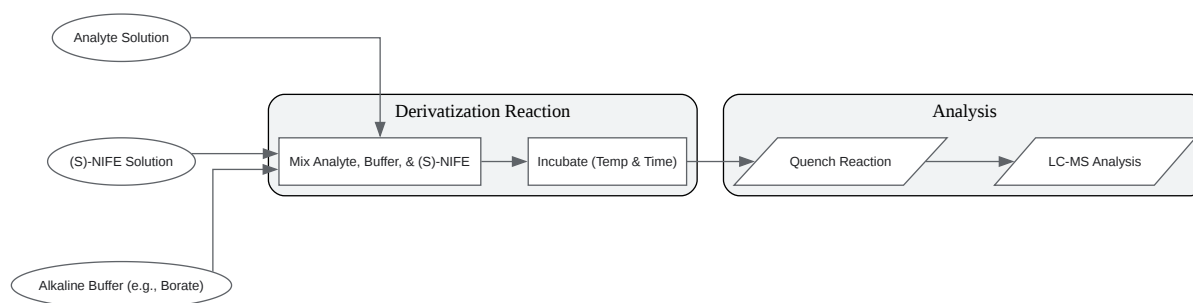 Analyte Solution
Derivatization Reaction
Analysis
(S)-NIFE Solution
Mix Analyte, Buffer, & (S)-NIFE
Incubate (Temp & Time)
Quench Reaction
LC-MS Analysis
Alkaline Buffer (e.g., Borate)